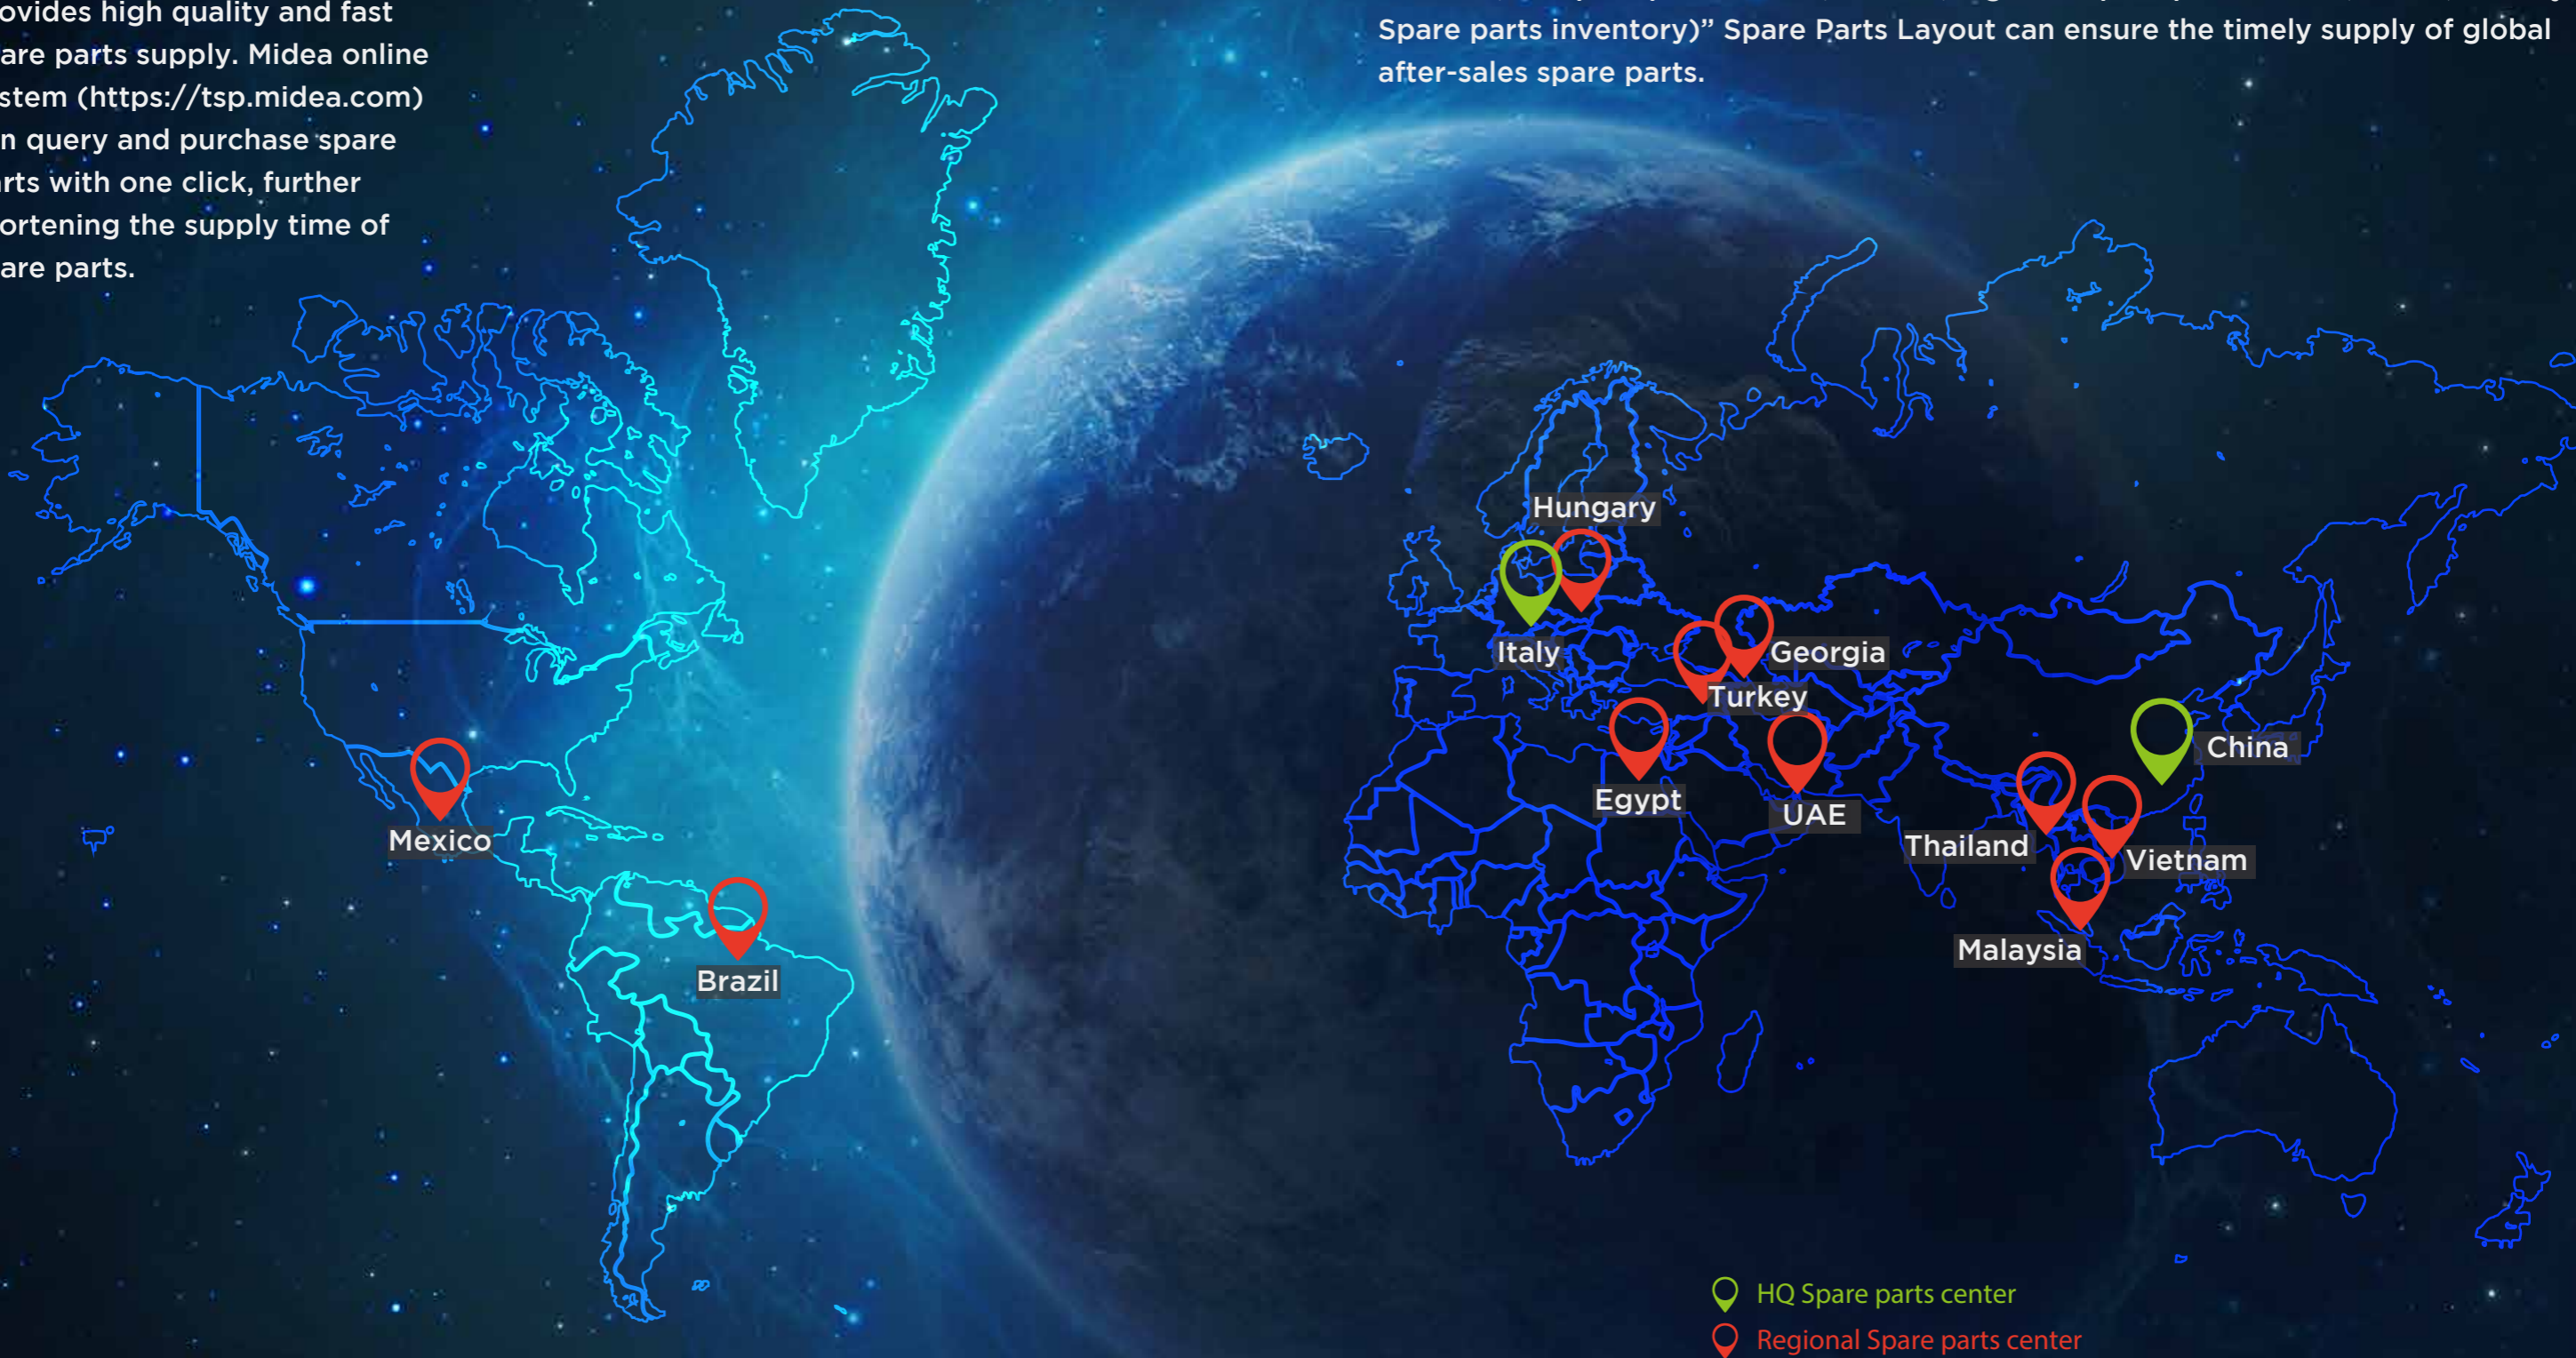 ovides high quality and fast
are parts supply. Midea online
stem (https://tsp.midea.com)
n query and purchase spare
rts with one click, further
ortening the supply time of
are parts.
Spare parts inventory)” Spare Parts Layout can ensure the timely supply of global
after-sales spare parts.
Hungary
Italy
Georgia
Turkey
China
Egypt
UAE
Mexico
Thailand
Vietnam
Malaysia
Brazil
HQ Spare parts center
Regional Spare parts center